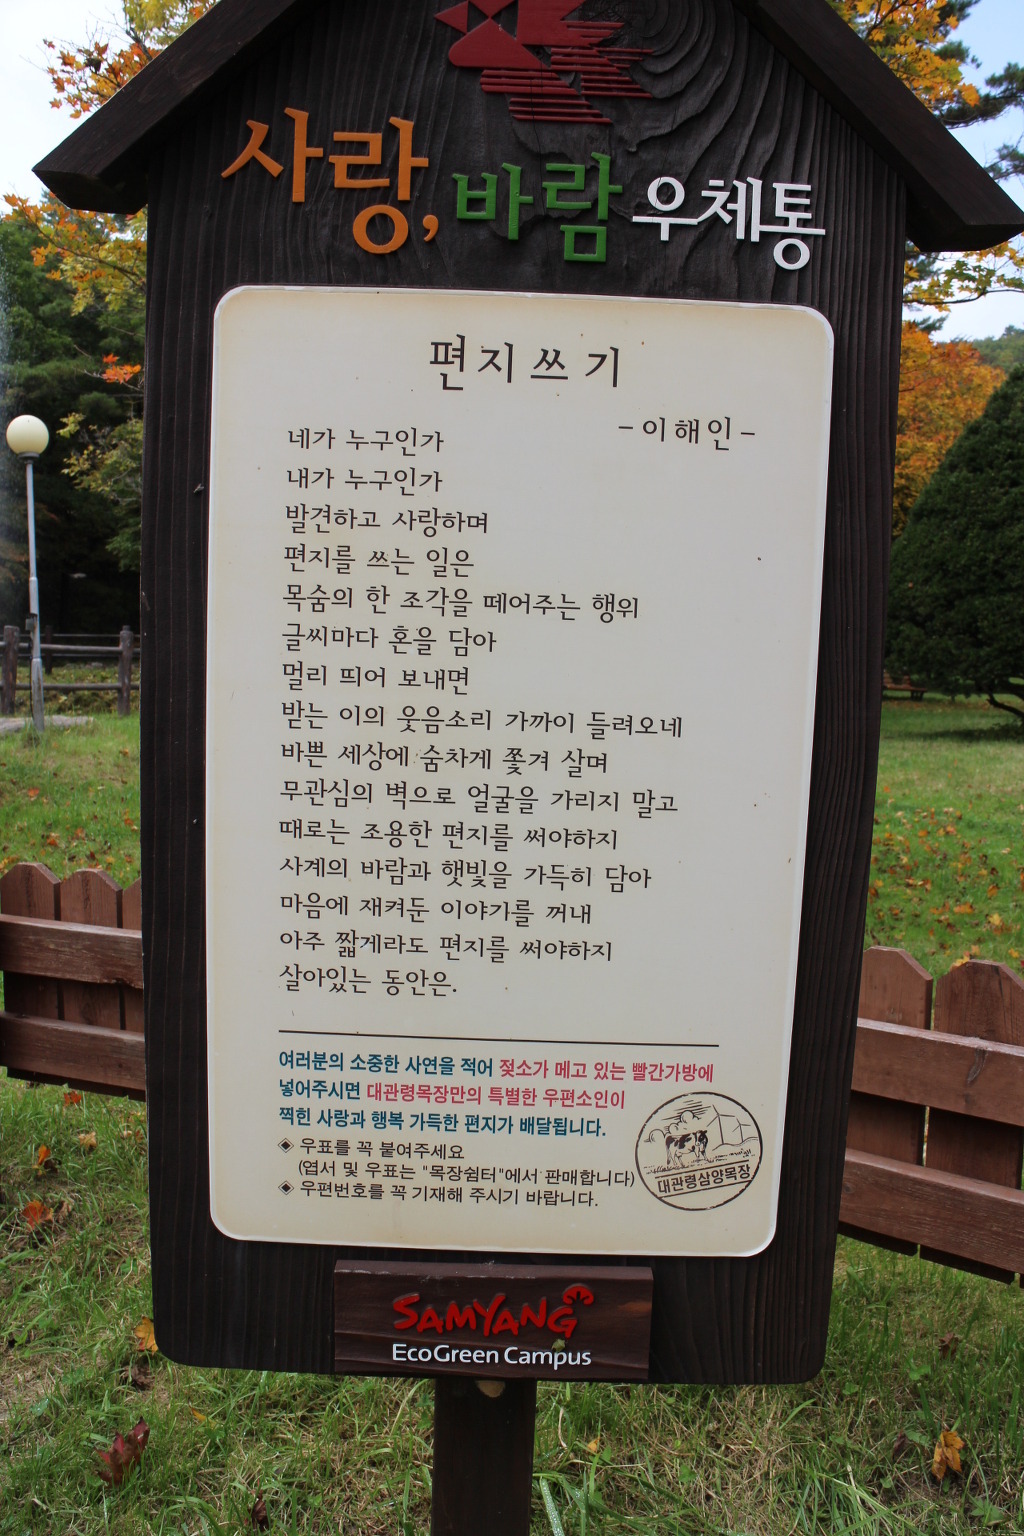 사랑, 바람 우체통
편지쓰기
-이해인-
네가 누구인가
내가 누구인가
발견하고 사랑하며
편지를 쓰는 일은
목숨의 한 조각을 떼어주는 행위
글씨마다 혼을 담아
멀리 띄어 보내면
받는 이의 웃음소리 가까이 들려오네
바쁜 세상에 숨차게 쫓겨 살며
무관심의 벽으로 얼굴을 가리지 말고
때로는 조용한 편지를 써야하지
사계의 바람과 햇빛을 가득히 담아
마음에 재켜둔 이야기를 꺼내
아주 짧게라도 편지를 써야하지
살아있는 동안은.
여러분의 소중한 사연을 적어 젖소가 메고 있는 빨간가방에
넣어주시면 대관령목장만의 특별한 우편소인이
찍힌 사랑과 행복 가득한 편지가 배달됩니다.
◈ 우표를 꼭 붙여주세요
(엽서 및 우표는 "목장쉼터"에서 판매합니다)
◈ 우편번호를 꼭 기재해 주시기 바랍니다.
대관령삼양목장
SAMYANG
EcoGreen Campus